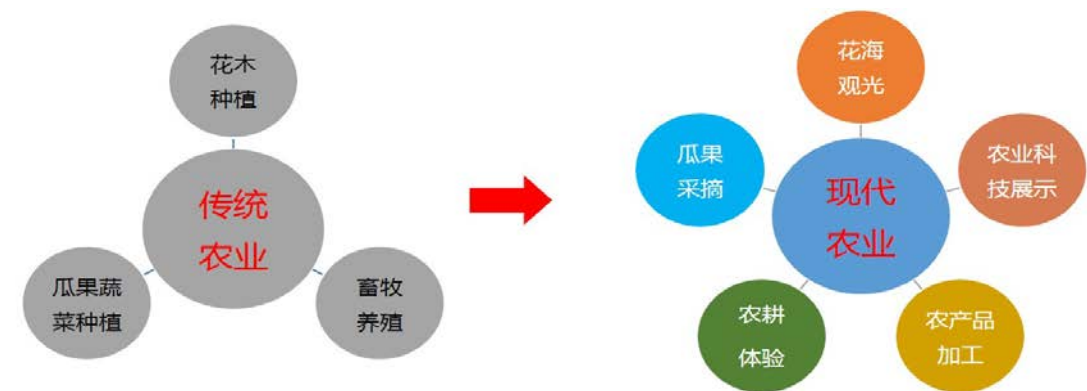 花木
种植
传统
农业
瓜果蔬
菜种植
畜牧
养殖
花海
观光
瓜果
采摘
农业科
技展示
现代
农业
农耕
体验
农产品
加工